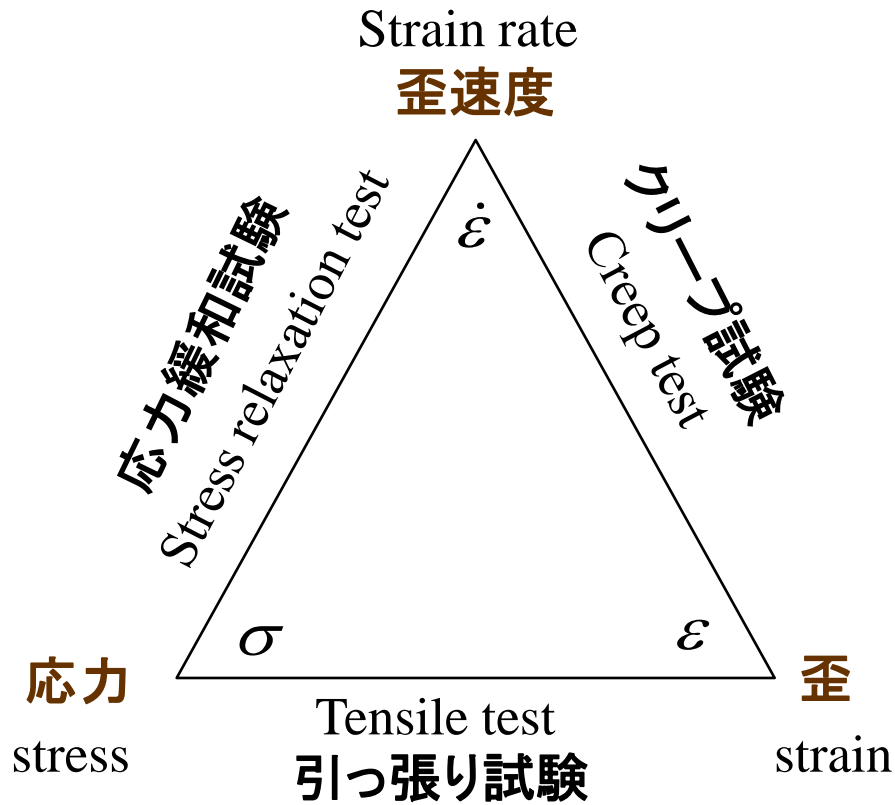 Strain rate
歪速度
応力緩和試験
Stress relaxation test
ε̇
クリープ試験
Creep test
σ
ε
応力
stress
歪
strain
Tensile test
引っ張り試験